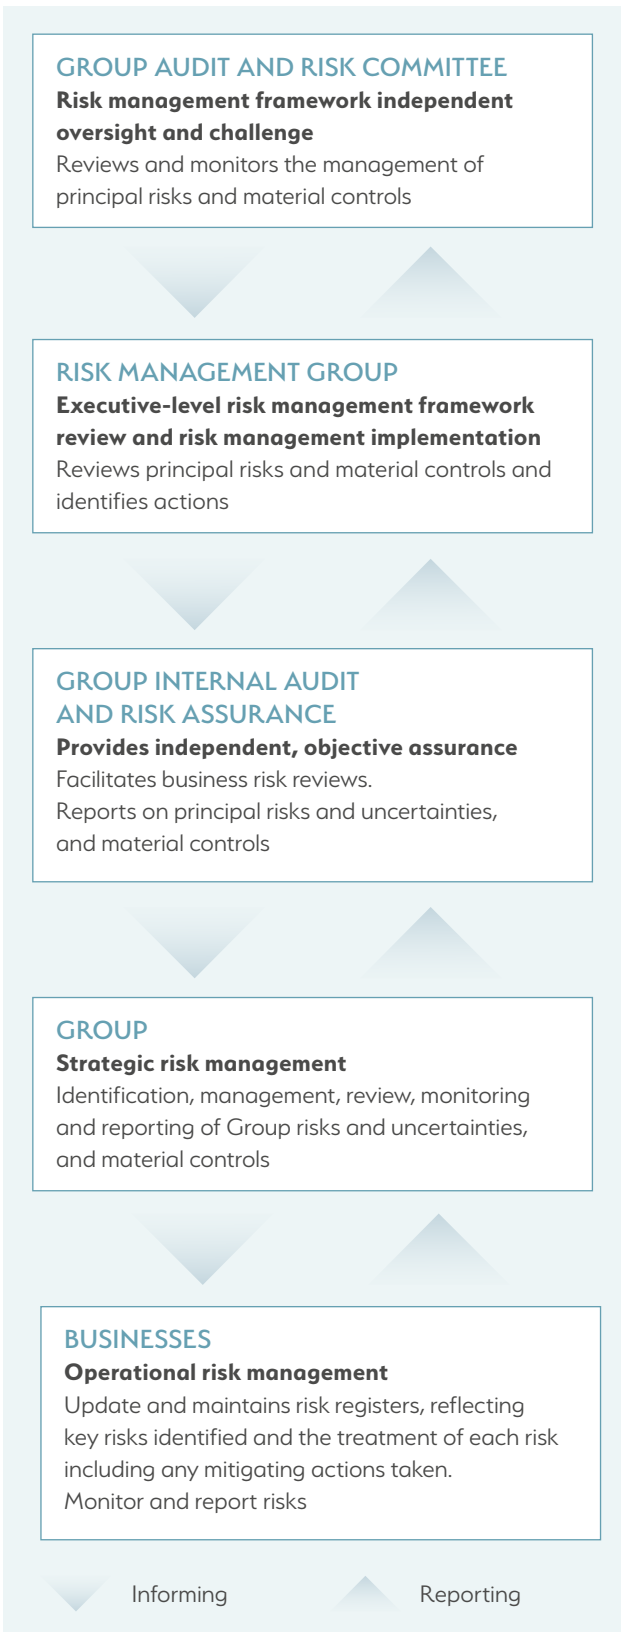 GROUP AUDIT AND RISK COMMITTEE
Risk management framework independent
oversight and challenge
Reviews and monitors the management of
principal risks and material controls
RISK MANAGEMENT GROUP
Executive-level risk management framework
review and risk management implementation
Reviews principal risks and material controls and
identifies actions
GROUP INTERNAL AUDIT
AND RISK ASSURANCE
Provides independent, objective assurance
Facilitates business risk reviews.
Reports on principal risks and uncertainties,
and material controls
GROUP
Strategic risk management
Identification, management, review, monitoring
and reporting of Group risks and uncertainties,
and material controls
BUSINESSES
Operational risk management
Update and maintains risk registers, reflecting
key risks identified and the treatment of each risk
including any mitigating actions taken.
Monitor and report risks
Informing
Reporting